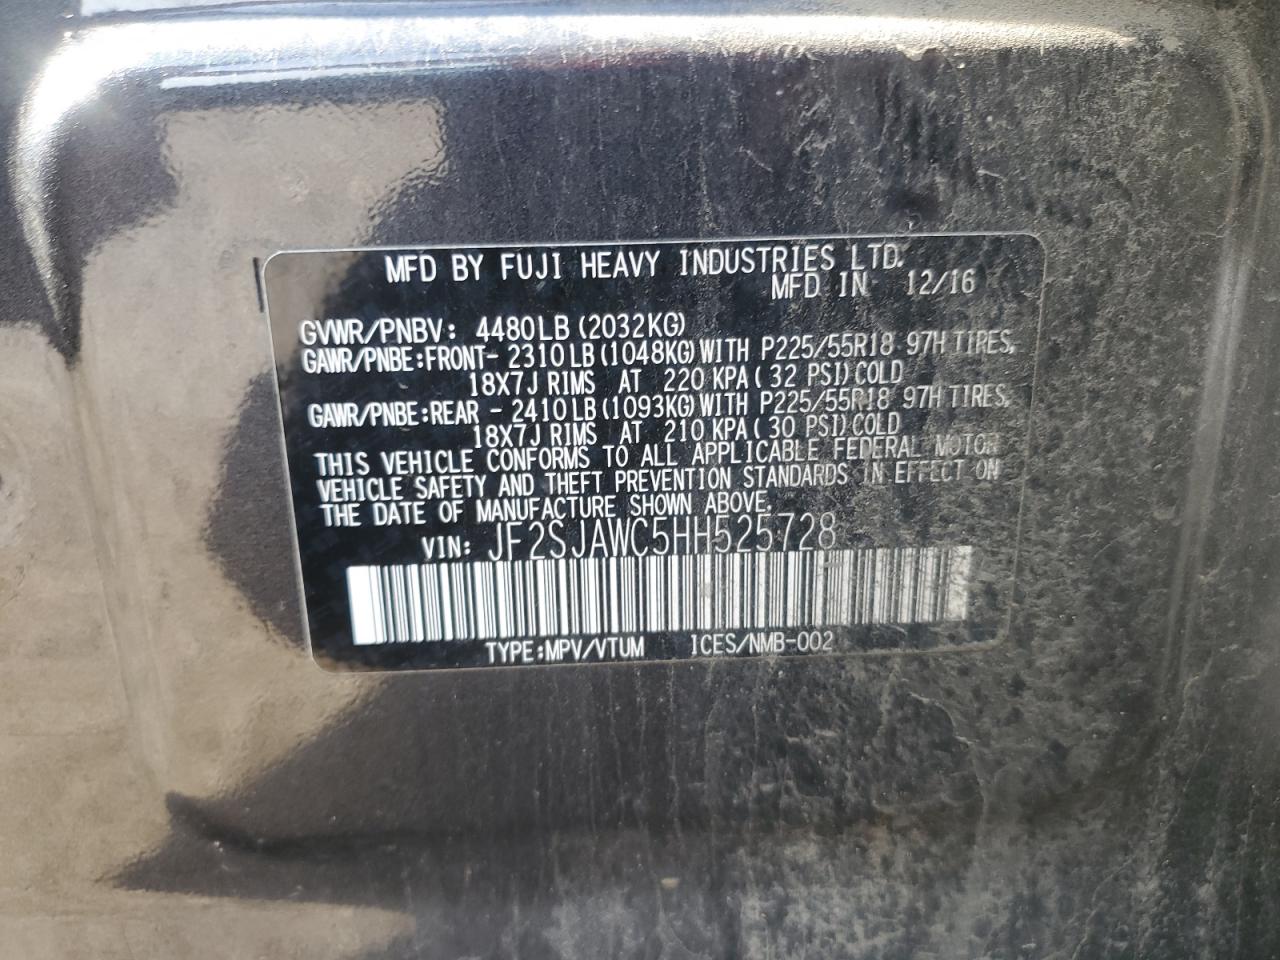 MFD BY FUJI HEAVY INDUSTRIES LTD.
MFD IN 12/16
GVWR/PNBV: 4480LB (2032KG)
GAWR/PNBE:FRONT- 2310LB (1048KG) WITH P225/55R18 97H TIRES,
18X7J RIMS AT 220 KPA ( 32 PSI) COLD
GAWR/PNBE:REAR - 2410LB (1093KG) WITH P225/55R18 97H TIRES,
18X7J RIMS AT 210 KPA ( 30 PSI) COLD
THIS VEHICLE CONFORMS TO ALL APPLICABLE FEDERAL MOTOR
VEHICLE SAFETY AND THEFT PREVENTION STANDARDS IN EFFECT ON
THE DATE OF MANUFACTURE SHOWN ABOVE.
VIN: JF2SJAWC5HH525728
TYPE:MPV/VTUM ICES/NMB-002